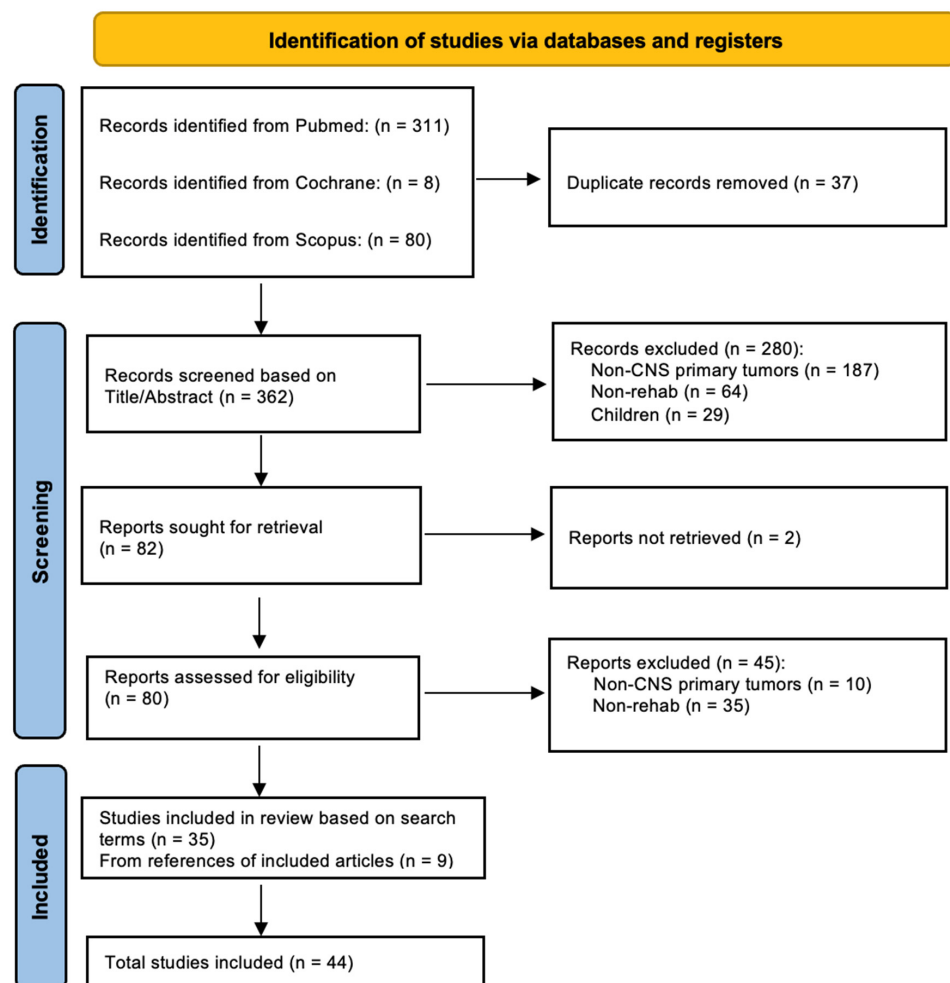 Identification of studies via databases and registers
Identification
Records identified from Pubmed: (n = 311)
Records identified from Cochrane: (n = 8)
Records identified from Scopus: (n = 80)
Duplicate records removed (n = 37)
Screening
Records screened based on
Title/Abstract (n = 362)
Records excluded (n = 280):
Non-CNS primary tumors (n = 187)
Non-rehab (n = 64)
Children (n = 29)
Reports sought for retrieval
(n = 82)
Reports not retrieved (n = 2)
Reports assessed for eligibility
(n = 80)
Reports excluded (n = 45):
Non-CNS primary tumors (n = 10)
Non-rehab (n = 35)
Included
Studies included in review based on search
terms (n = 35)
From references of included articles (n = 9)
Total studies included (n = 44)